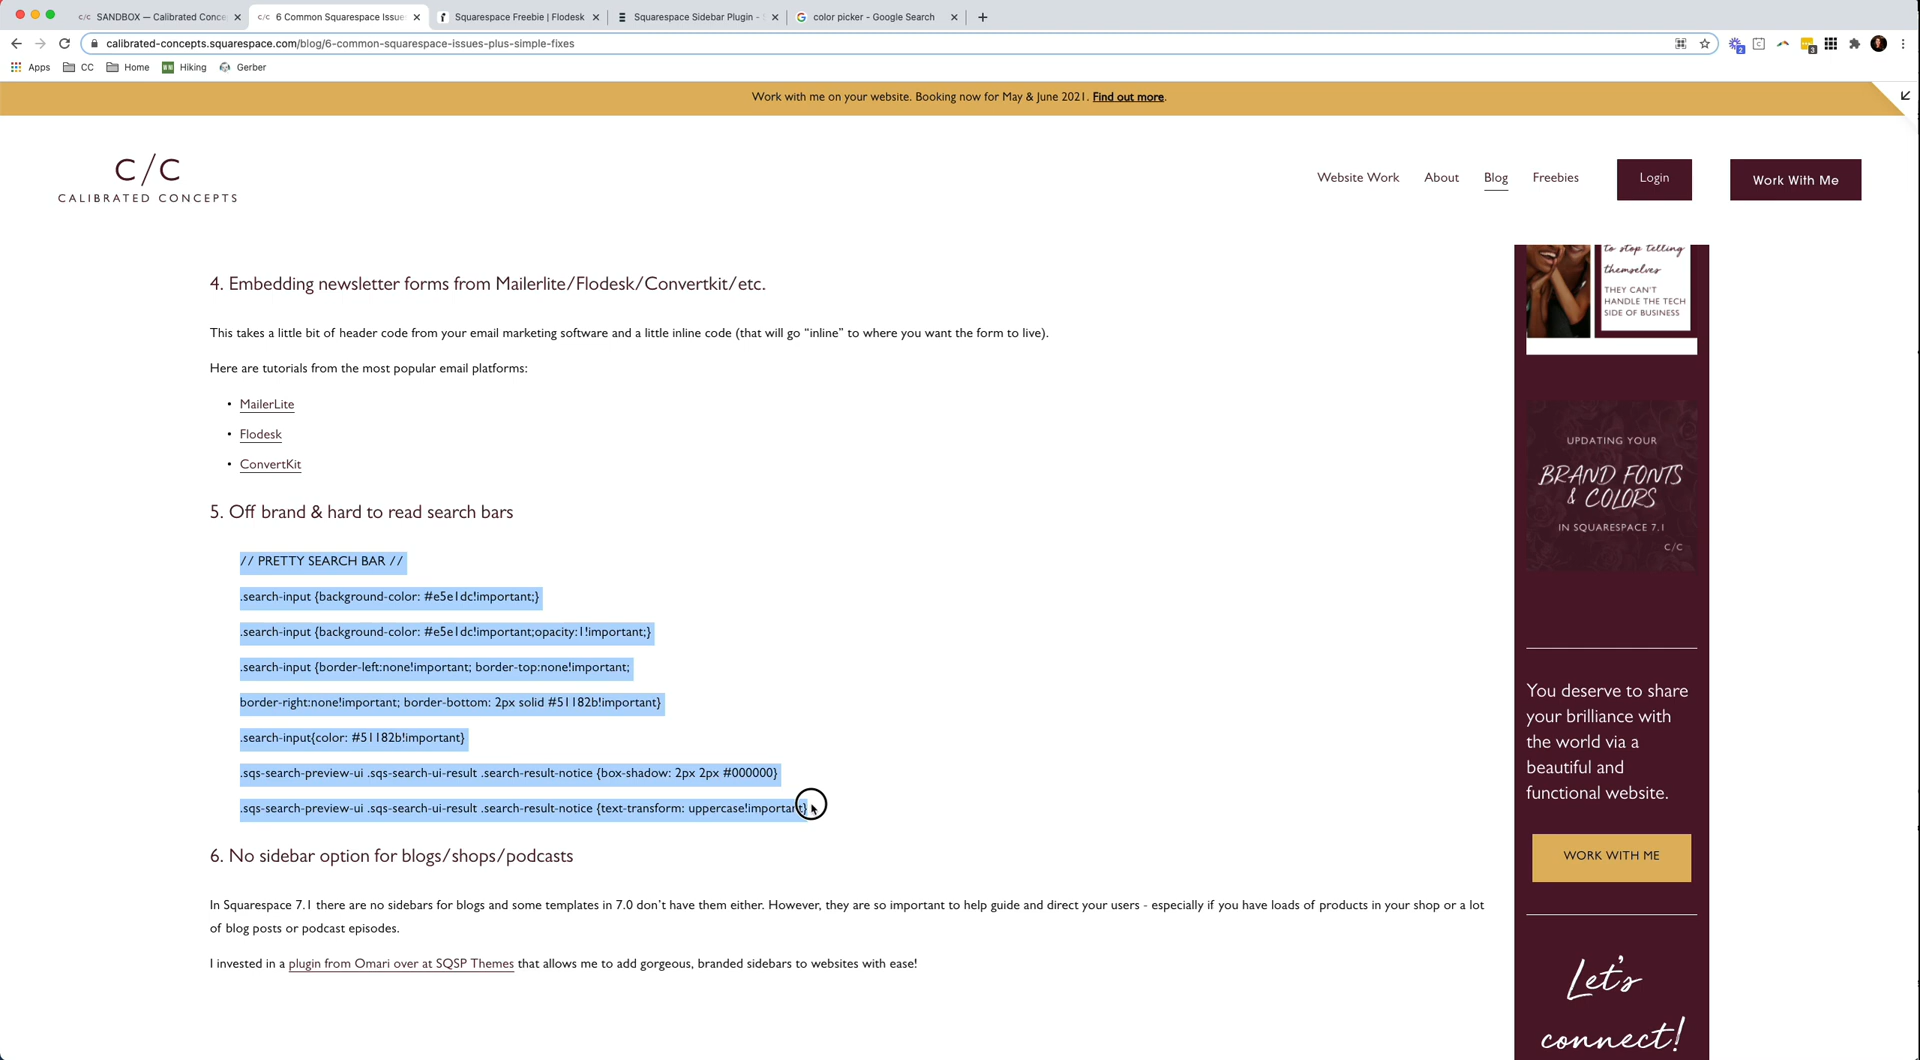 SANDBOX — Calibrated Conce
C/C 6 Common Squarespace Issue
Squarespace Freebie | Flodesk
Squarespace Sidebar Plugin -
color picker - Google Search
calibrated-concepts.squarespace.com/blog/6-common-squarespace-issues-plus-simple-fixes
Apps CC Home Hiking Gerber
Work with me on your website. Booking now for May & June 2021. Find out more.
C/C
CALIBRATED CONCEPTS
Website Work About Blog Freebies Login Work With Me
4. Embedding newsletter forms from Mailerlite/Flodesk/Convertkit/etc.
This takes a little bit of header code from your email marketing software and a little inline code (that will go “inline” to where you want the form to live).
Here are tutorials from the most popular email platforms:
• MailerLite
• Flodesk
• ConvertKit
5. Off brand & hard to read search bars
// PRETTY SEARCH BAR //
.search-input {background-color: #e5e1dc!important;}
.search-input {background-color: #e5e1dc!important;opacity:1!important;}
.search-input {border-left:none!important; border-top:none!important;
border-right:none!important; border-bottom: 2px solid #51182b!important}
.search-input{color: #51182b!important}
.sqs-search-preview-ui .sqs-search-ui-result .search-result-notice {box-shadow: 2px 2px #000000}
.sqs-search-preview-ui .sqs-search-ui-result .search-result-notice {text-transform: uppercase!important}
6. No sidebar option for blogs/shops/podcasts
In Squarespace 7.1 there are no sidebars for blogs and some templates in 7.0 don’t have them either. However, they are so important to help guide and direct your users - especially if you have loads of products in your shop or a lot
of blog posts or podcast episodes.
I invested in a plugin from Omari over at SQSP Themes that allows me to add gorgeous, branded sidebars to websites with ease!
to stop telling
themselves
THEY CAN'T
HANDLE THE TECH
SIDE OF BUSINESS
UPDATING YOUR
BRAND FONTS
& COLORS
IN SQUARESPACE 7.1
C/C
You deserve to share
your brilliance with
the world via a
beautiful and
functional website.
WORK WITH ME
Let's
connect!